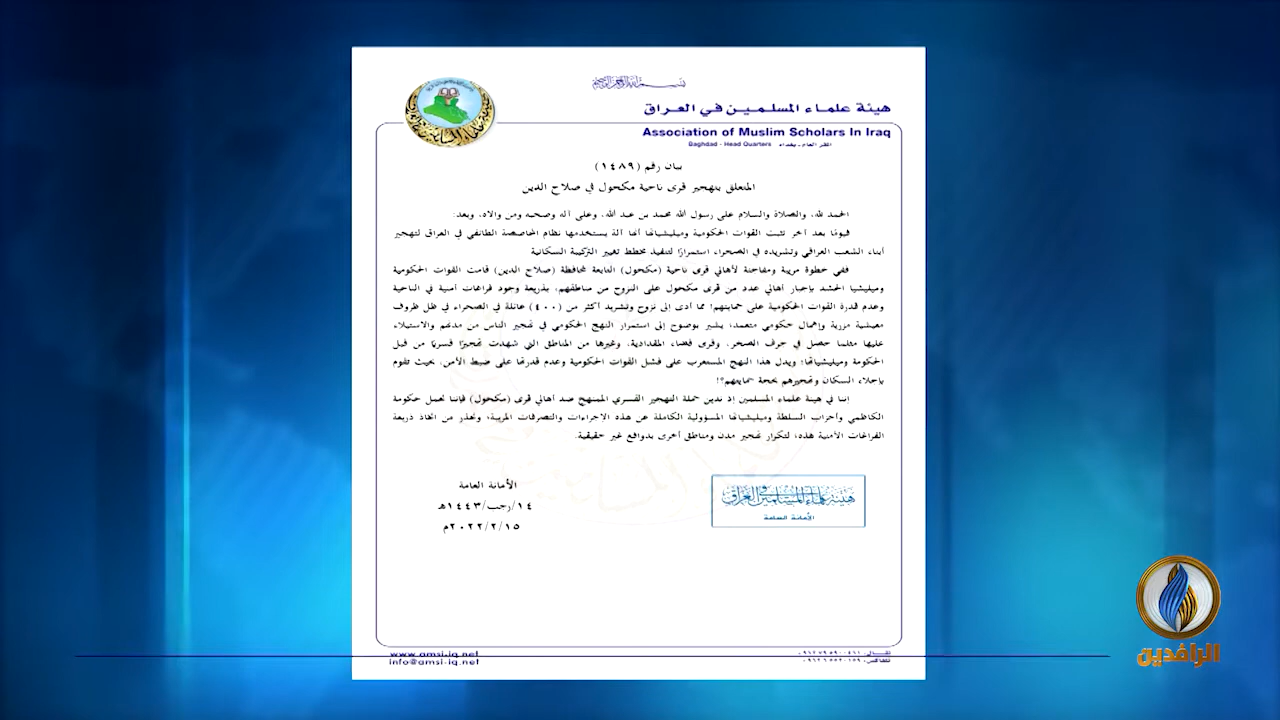 بسم الله الرحمن الرحيم
هيئة علماء المسلمين في العراق
Association of Muslim Scholars In Iraq
Baghdad - Head Quarters المقر العام - بغداد
بيان رقم (١٤٨٩)
المتعلق بتهجير قرى ناحية مكحول في صلاح الدين
الحمد لله، والصلاة والسلام على رسول الله محمد بن عبد الله، وعلى آله وصحبه ومن والاه، وبعد:
فيومًا بعد آخر تثبت القوات الحكومية وميليشياتها أنها آلة يستخدمها نظام المحاصصة الطائفي في العراق لتهجير
أبناء الشعب العراقي وتشريده في الصحراء استمرارًا لتنفيذ مخطط تغيير التركيبة السكانية
ففي خطوة مريبة ومفاجئة لأهالي قرى ناحية (مكحول) التابعة لمحافظة (صلاح الدين) قامت القوات الحكومية
وميليشيا الحشد بإجبار أهالي عدد من قرى مكحول على النزوح من مناطقهم، بذريعة وجود فراغات أمنية في الناحية
وعدم قدرة القوات الحكومية على حمايتهم! مما أدى إلى نزوح وتشريد أكثر من (٤٠٠) عائلة في الصحراء في ظل ظروف
معيشية مزرية وإهمال حكومي متعمد، يشير بوضوح إلى استمرار النهج الحكومي في تهجير الناس من مدنهم والاستيلاء
عليها مثلما حصل في جرف الصخر، وقرى قضاء المقدادية، وغيرها من المناطق التي شهدت تهجيرًا قسريًا من قبل
الحكومة وميليشياتها؛ ويدل هذا النهج المستغرب على فشل القوات الحكومية وعدم قدرتها على ضبط الأمن، بحيث تقوم
بإجلاء السكان وتهجيرهم بحجة حمايتهم؟!
إننا في هيئة علماء المسلمين إذ ندين حملة التهجير القسري الممنهج ضد أهالي قرى (مكحول) فإننا نحمل حكومة
الكاظمي وأحزاب السلطة وميليشياتها المسؤولية الكاملة عن هذه الإجراءات والتصرفات المريبة، ونحذر من اتخاذ ذريعة
الفراغات الأمنية هذه؛ لتكرار تهجير مدن ومناطق أخرى بدوافع غير حقيقية.
الأمانة العامة
١٤/رجب/١٤٤٣هـ
٢٠٢٢/٢/١٥م
هيئة علماء المسلمين في العراق
الأمانة العامة
www.amsi-iq.net
info@amsi-iq.net
الرافدين